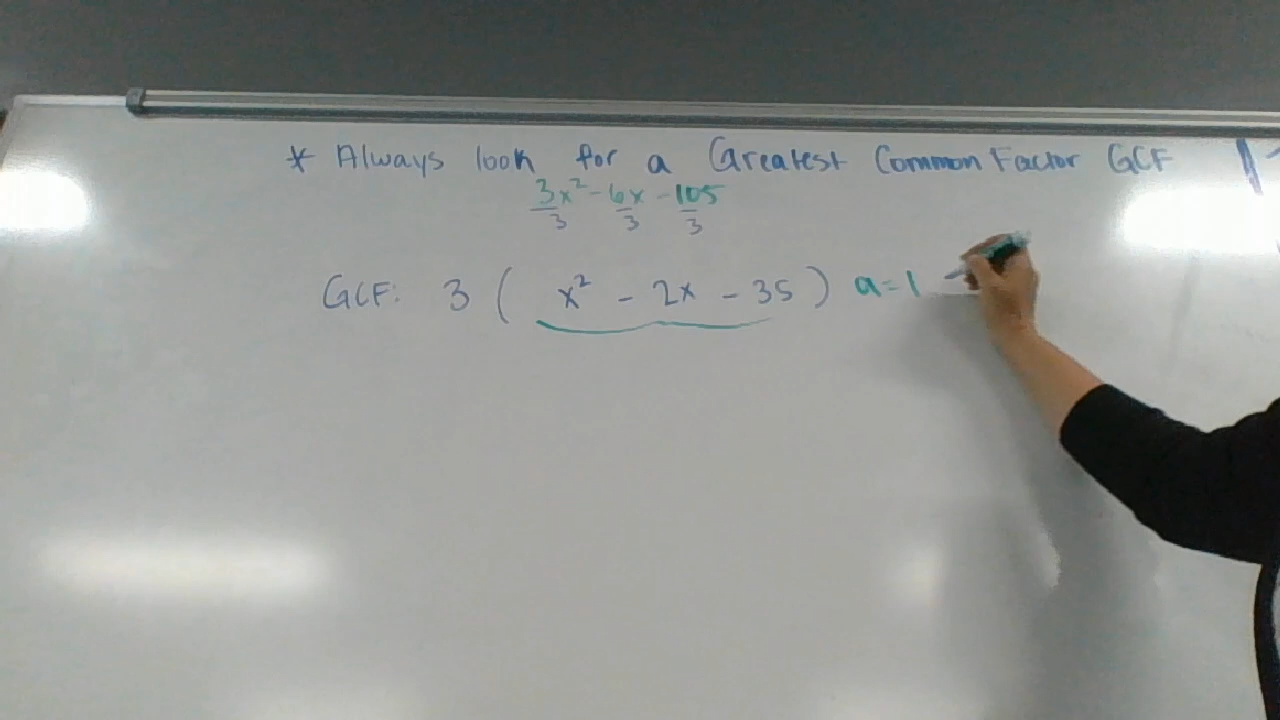 * Always look for a Greatest Common Factor GCF
3x² - 6x - 105
3 3 3
GCF: 3 ( x² - 2x - 35 ) a = 1